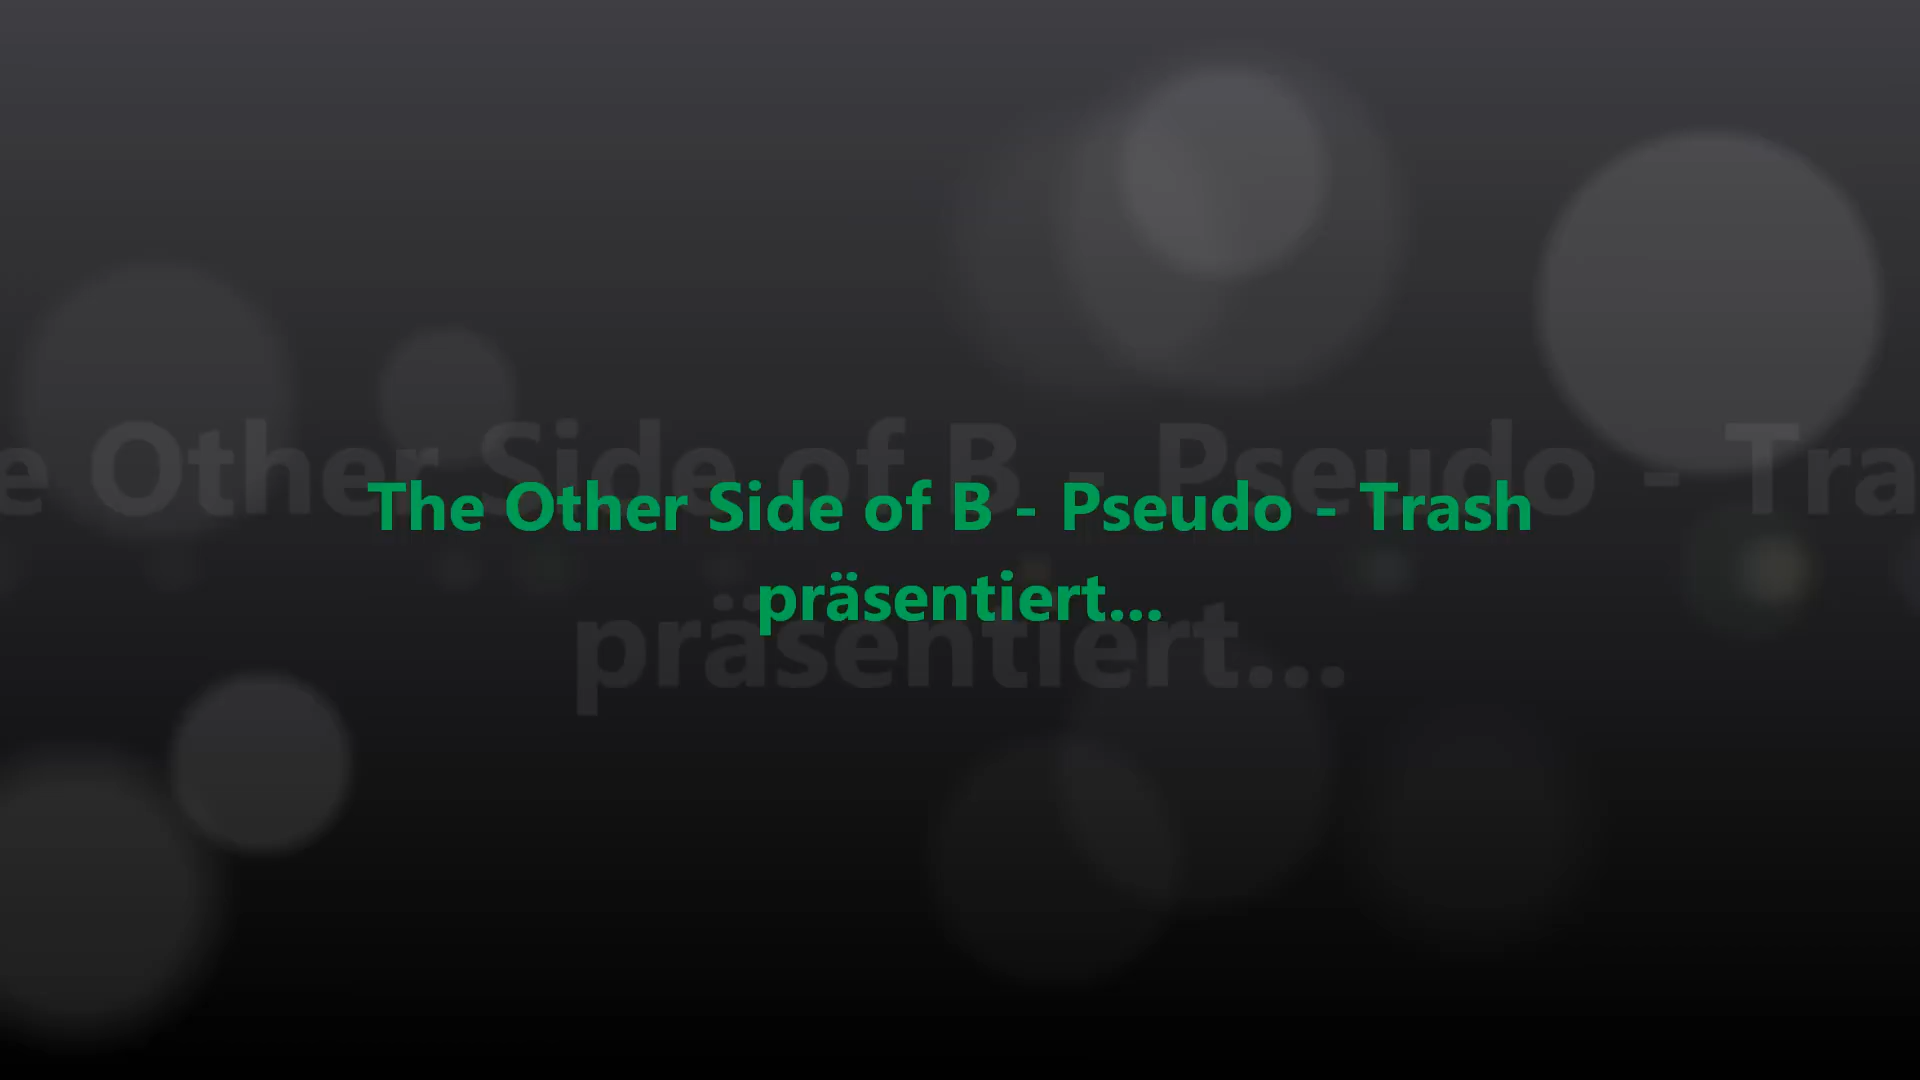 The Other Side of B - Pseudo - Trash
präsentiert...